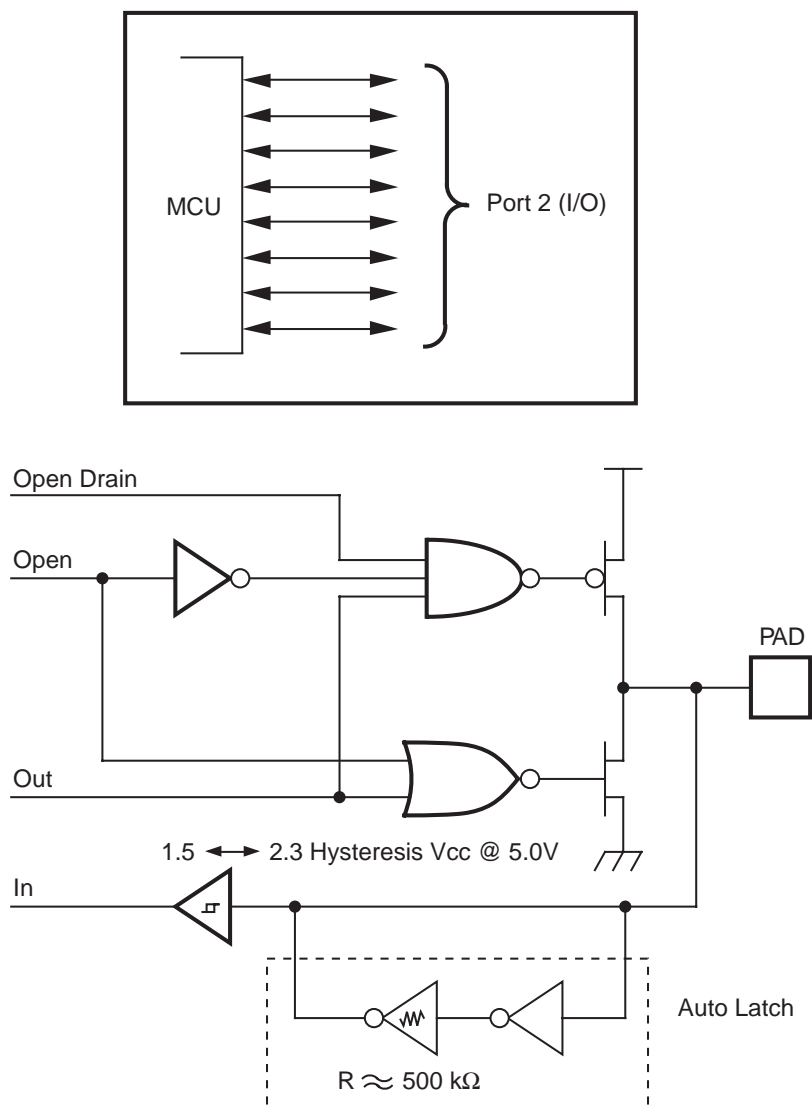 MCU
Port 2 (I/O)
Open Drain
Open
PAD
Out
1.5 ↔ 2.3 Hysteresis Vcc @ 5.0V
In
Auto Latch
R ≈ 500 kΩ